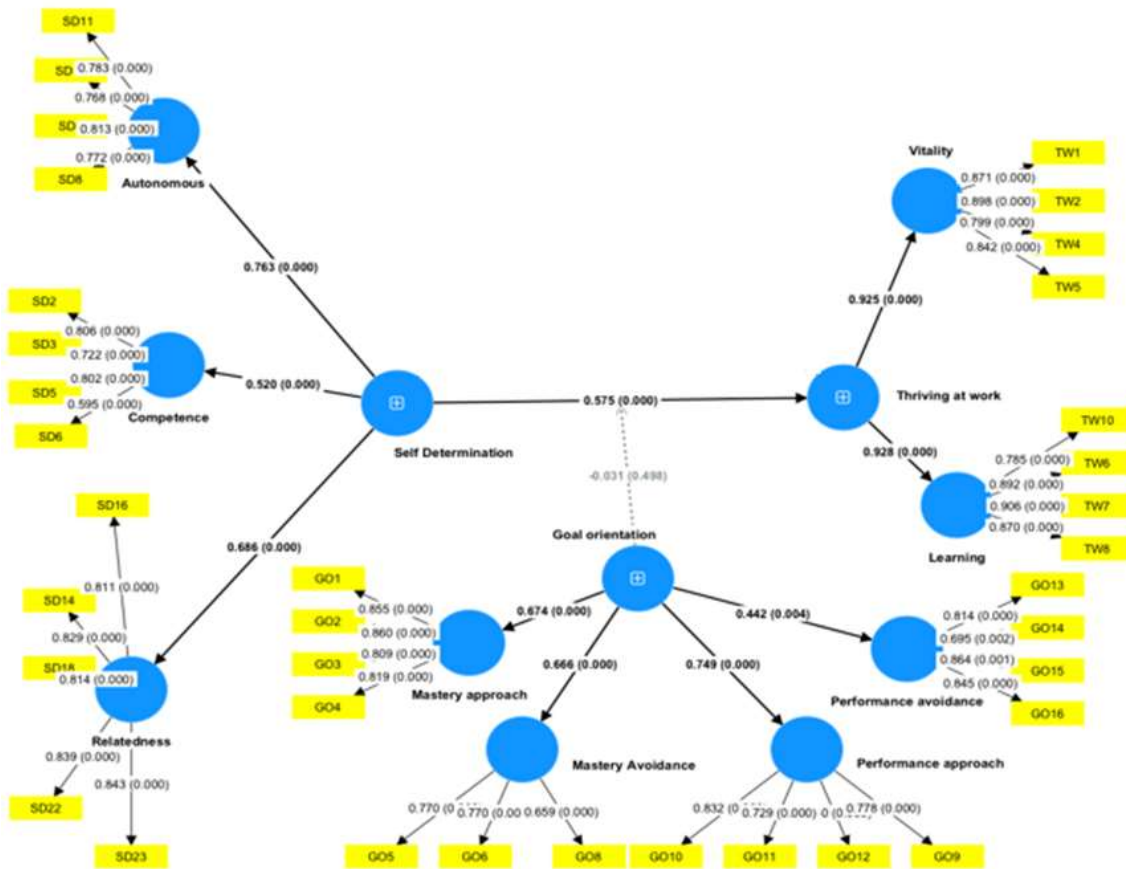 SD11
0.783 (0.000)
SD
0.768 (0.000)
SD
0.813 (0.000)
0.772 (0.000)
SD8
Autonomous
0.763 (0.000)
SD2
0.806 (0.000)
SD3
0.722 (0.000)
SD5
0.802 (0.000)
0.595 (0.000)
SD6
Competence
0.520 (0.000)
Self Determination
0.575 (0.000)
Vitality
TW1
0.871 (0.000)
TW2
0.898 (0.000)
0.799 (0.000)
TW4
0.842 (0.000)
TW5
0.925 (0.000)
Thriving at work
0.928 (0.000)
TW10
0.785 (0.000)
TW6
0.892 (0.000)
TW7
0.906 (0.000)
0.870 (0.000)
TW8
Learning
-0.031 (0.498)
SD16
0.686 (0.000)
0.811 (0.000)
SD14
0.829 (0.000)
SD18
0.814 (0.000)
Relatedness
0.839 (0.000)
0.843 (0.000)
SD22
SD23
Goal orientation
GO1
0.855 (0.000)
GO2
0.860 (0.000)
GO3
0.809 (0.000)
0.819 (0.000)
GO4
Mastery approach
0.674 (0.000)
0.442 (0.004)
0.666 (0.000)
0.749 (0.000)
GO13
0.814 (0.000)
GO14
0.695 (0.002)
0.864 (0.001)
GO15
0.845 (0.000)
GO16
Performance avoidance
Mastery Avoidance
Performance approach
0.770 (0.
0.770 (0.00
0.659 (0.000)
0.832 (0.
0.729 (0.000)
0.778 (0.000)
GO5
GO6
GO8
GO10
GO11
GO12
GO9